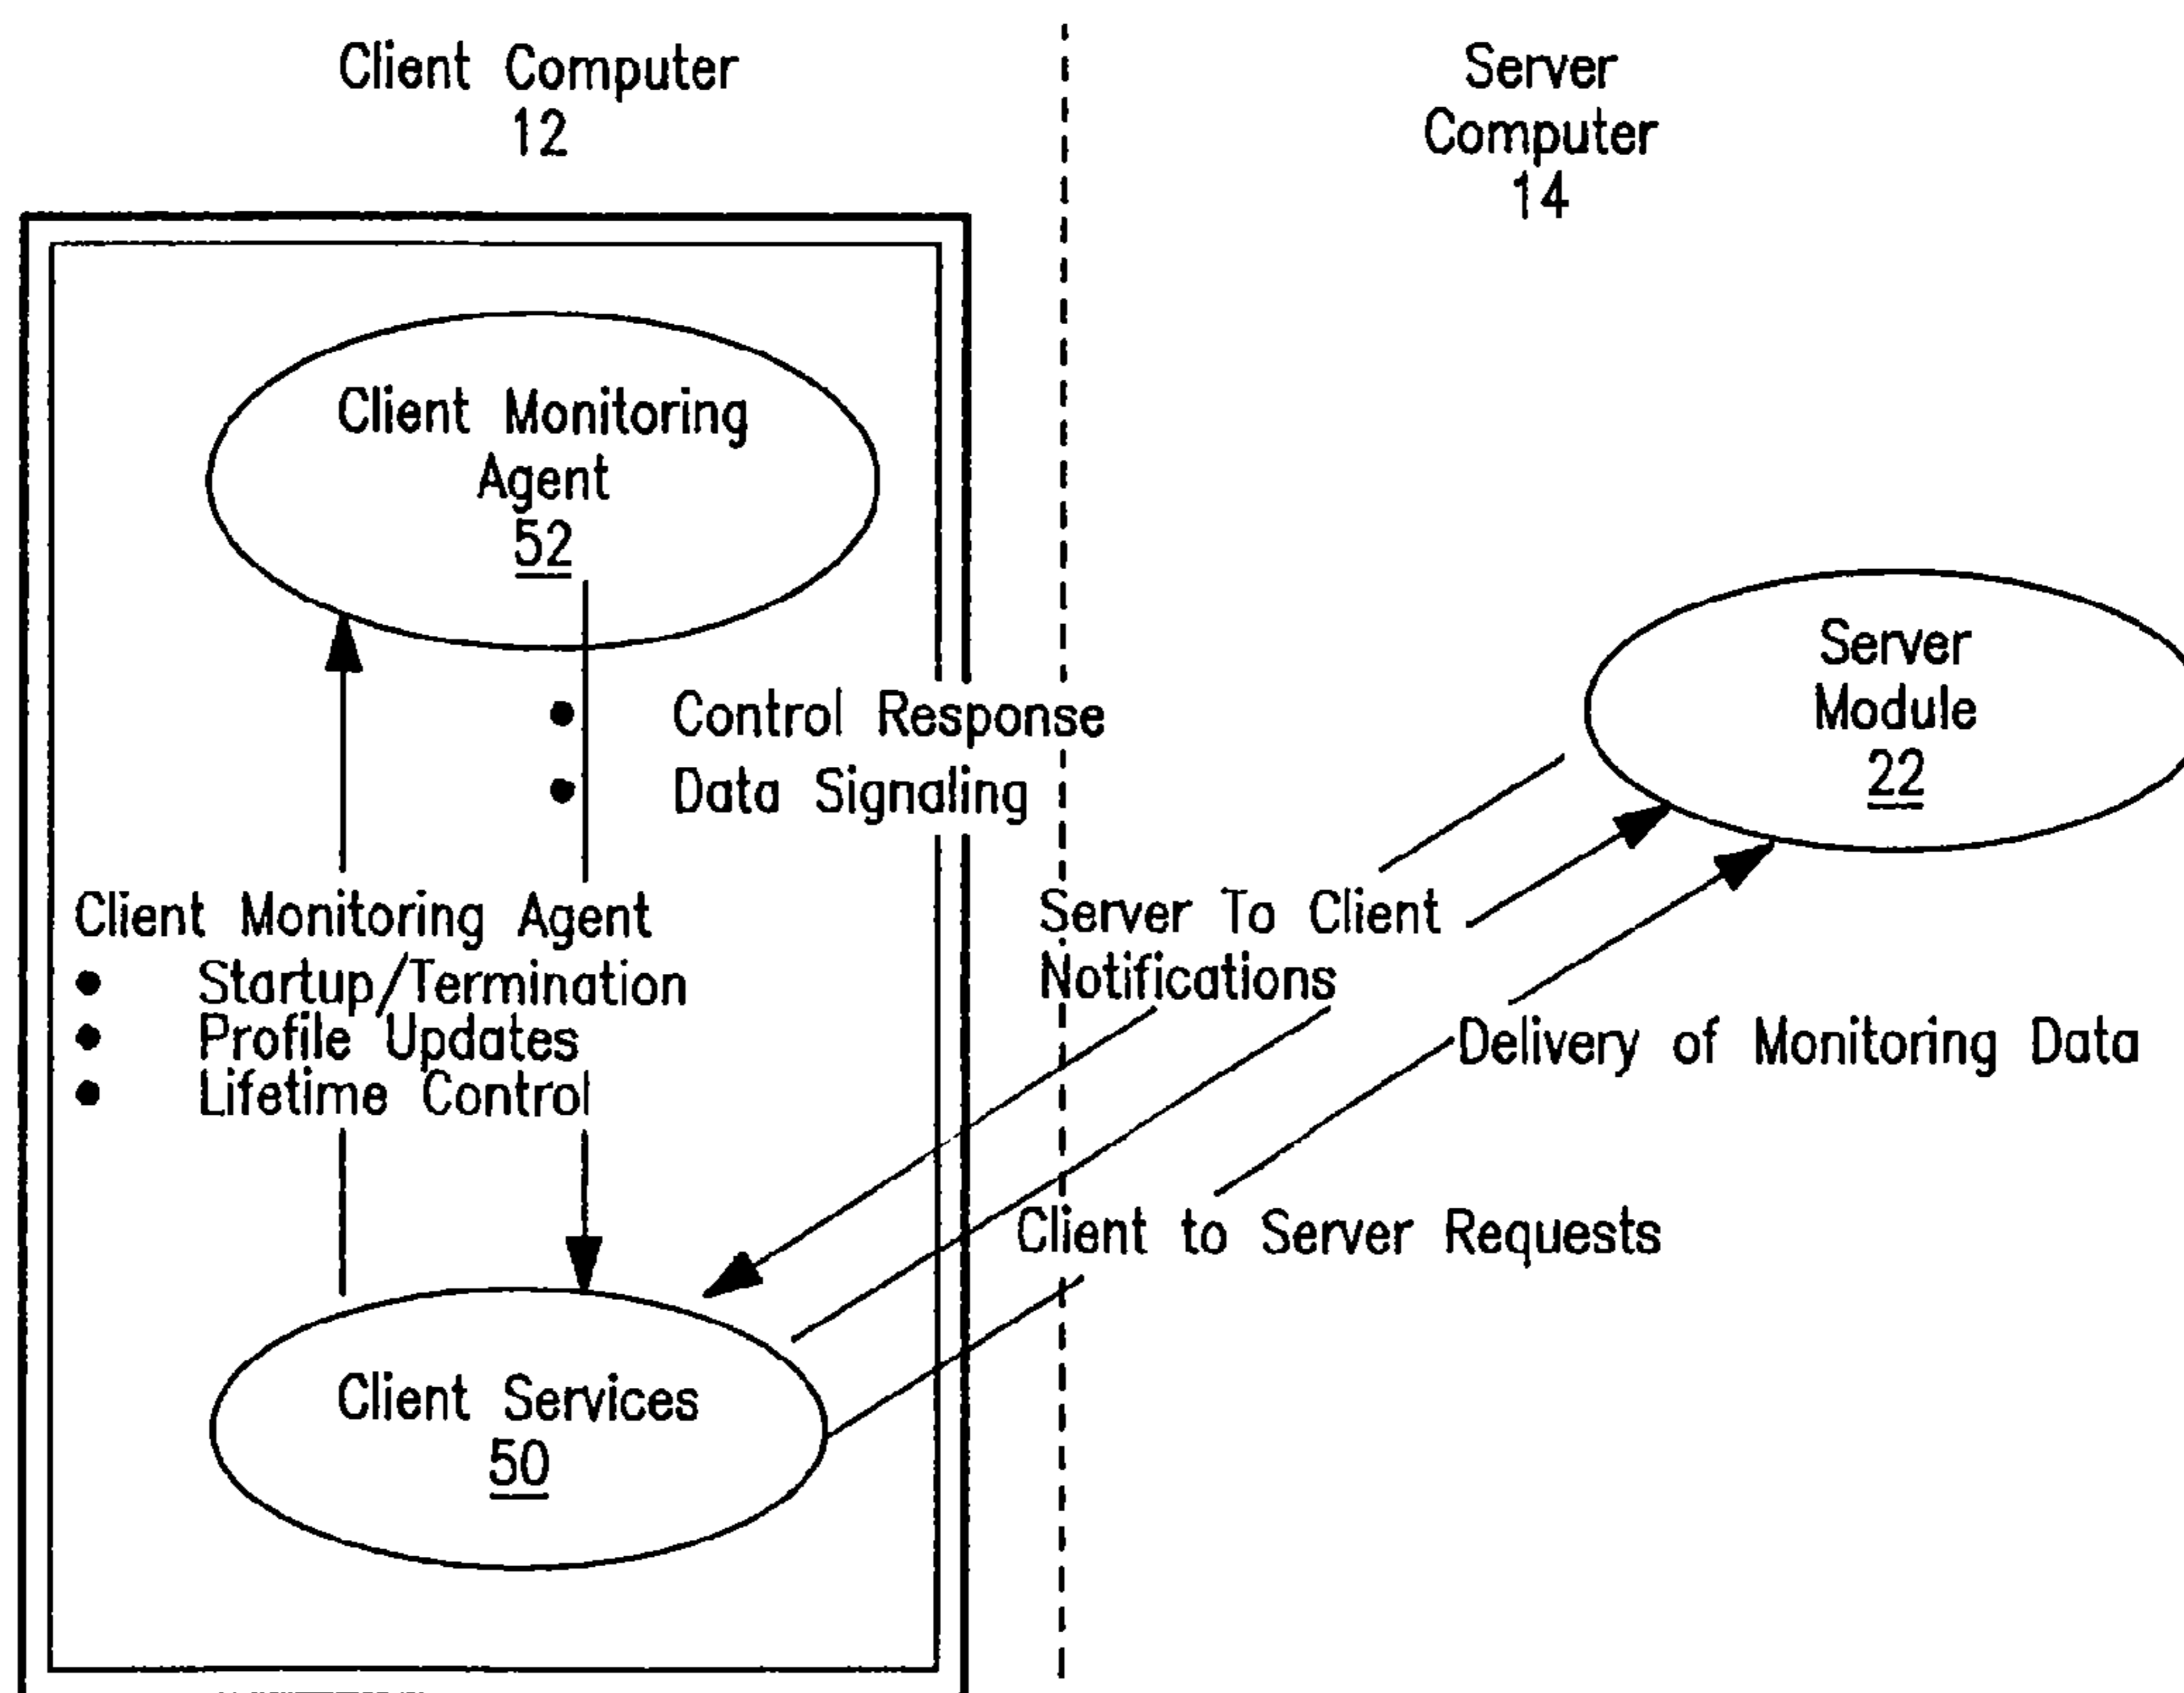 Client Computer
12
Server
Computer
14
Client Monitoring
Agent
52
Server
Module
22
● Control Response
● Data Signaling
Client Monitoring Agent
● Startup/Termination
● Profile Updates
● Lifetime Control
Server To Client
Notifications
Delivery of Monitoring Data
Client to Server Requests
Client Services
50